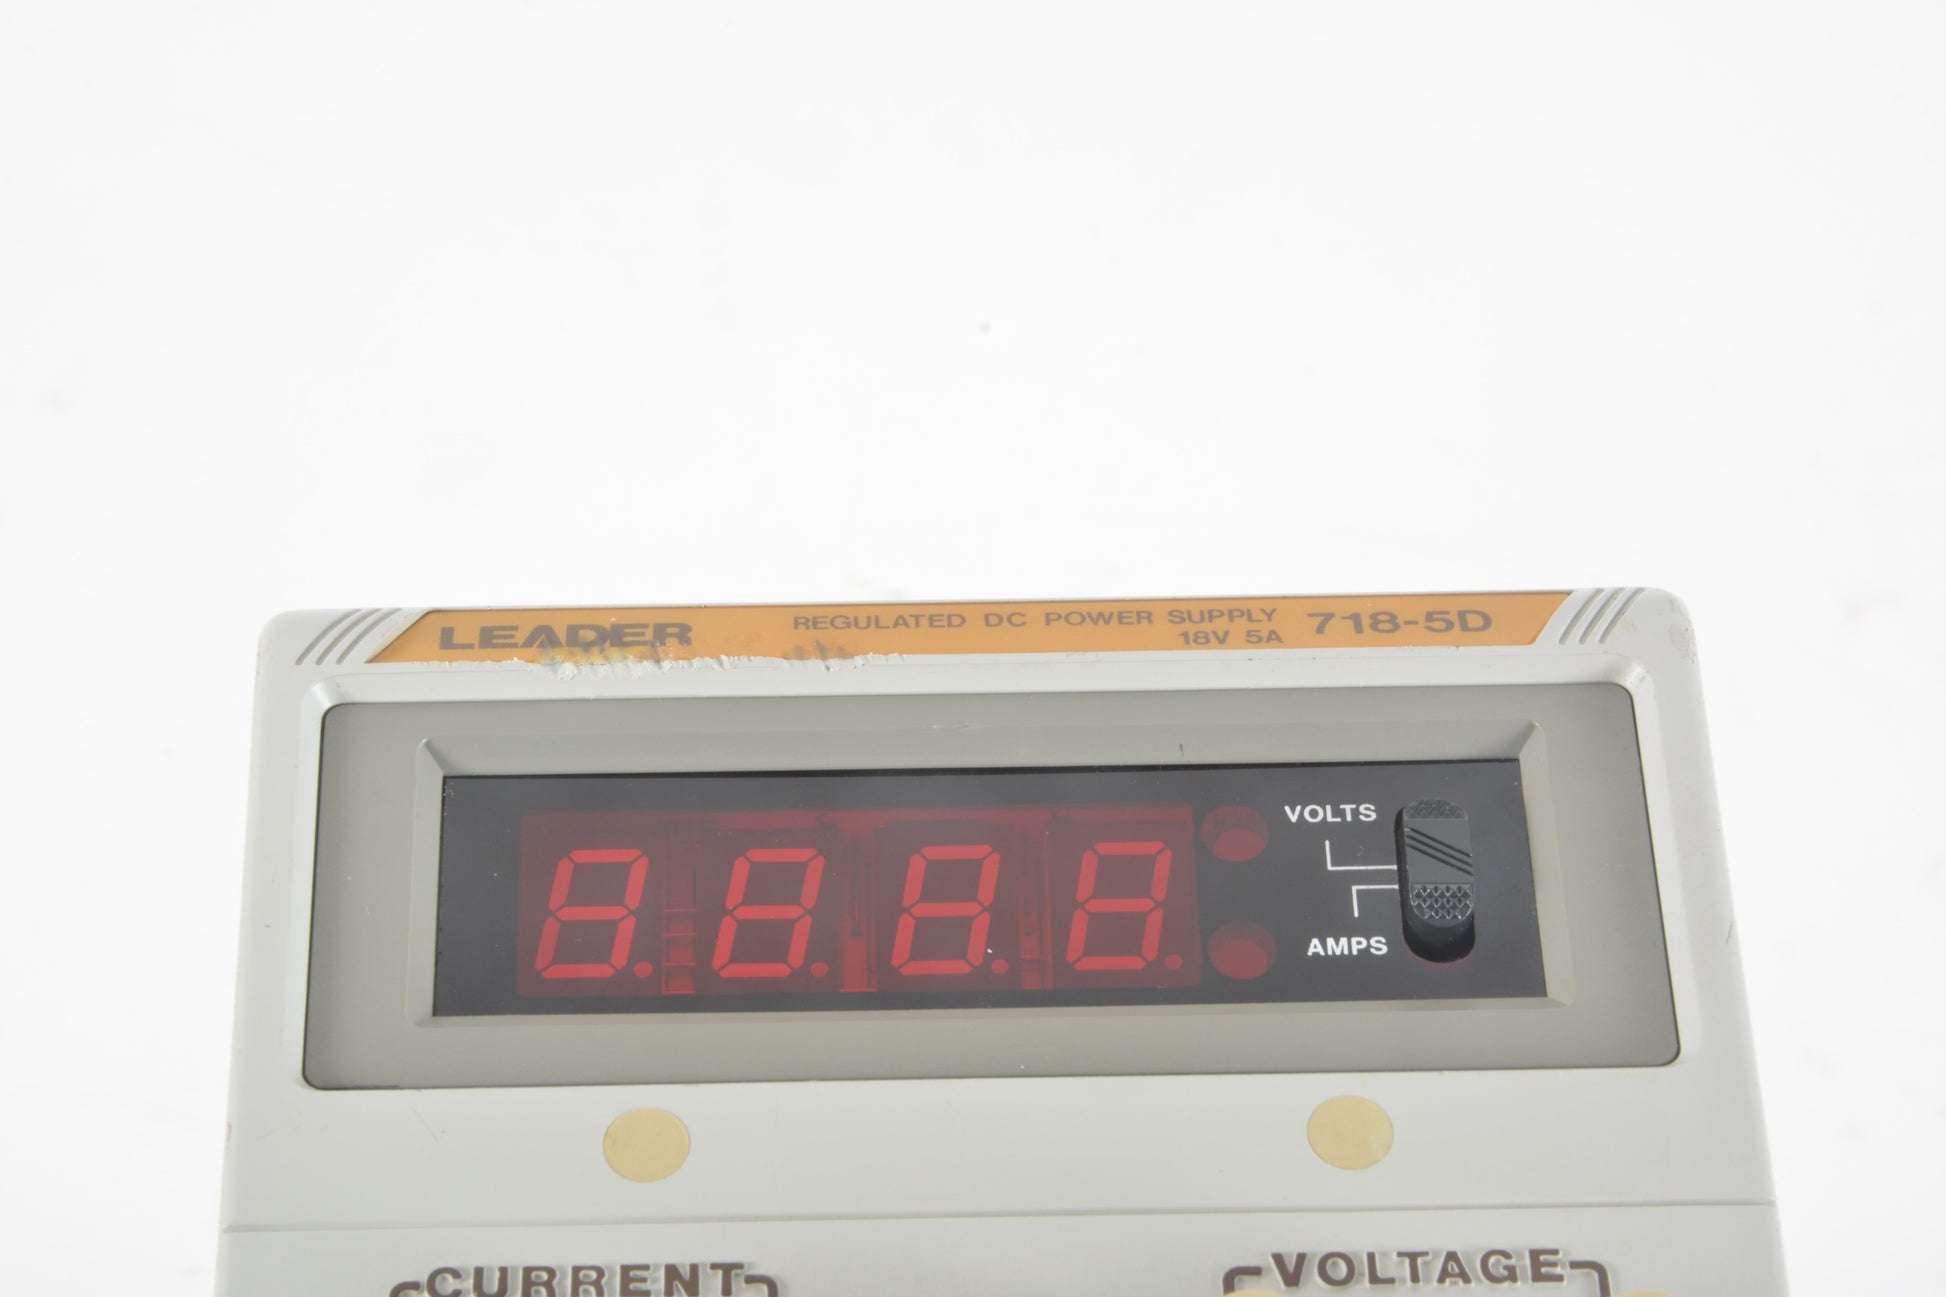 LEADER
REGULATED DC POWER SUPPLY 718-5D
18V 5A
8.8.8.8.
VOLTS
AMPS
CURRENT
VOLTAGE